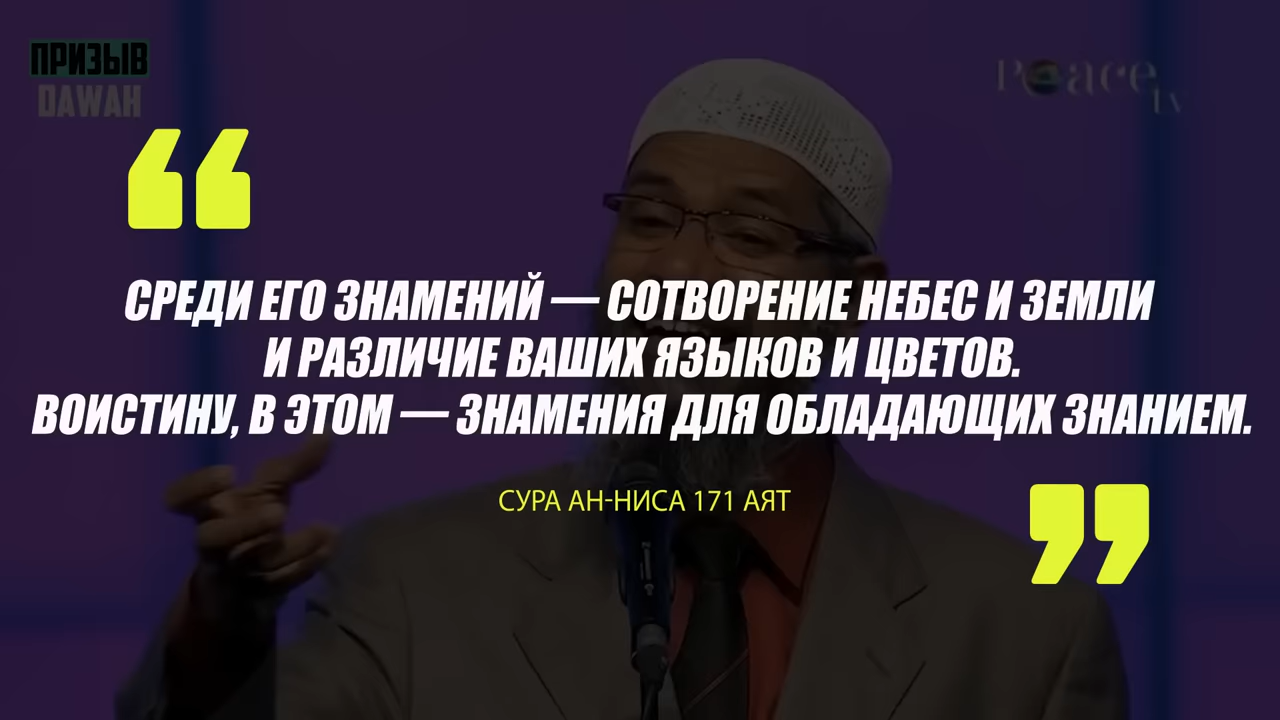 ПРИЗЫВ
DAWAH
Peace
tv
“
СРЕДИ ЕГО ЗНАМЕНИЙ — СОТВОРЕНИЕ НЕБЕС И ЗЕМЛИ
И РАЗЛИЧИЕ ВАШИХ ЯЗЫКОВ И ЦВЕТОВ.
ВОИСТИНУ, В ЭТОМ — ЗНАМЕНИЯ ДЛЯ ОБЛАДАЮЩИХ ЗНАНИЕМ.
СУРА АН-НИСА 171 АЯТ
”